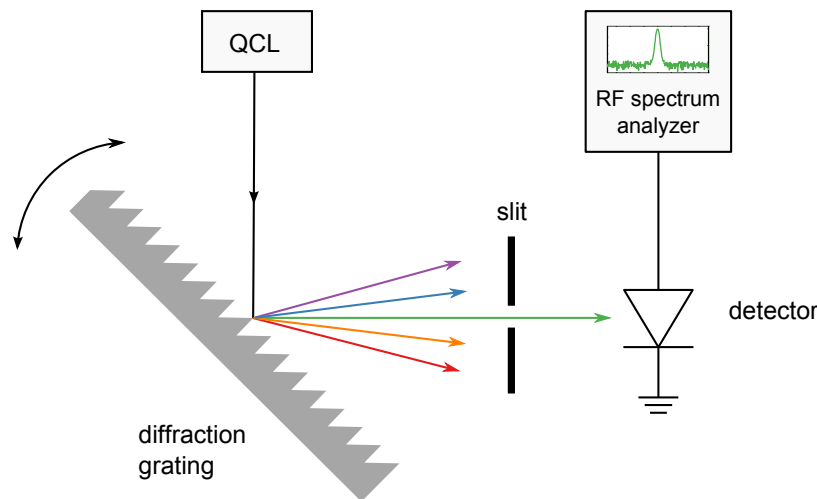 QCL
RF spectrum
analyzer
slit
detector
diffraction
grating